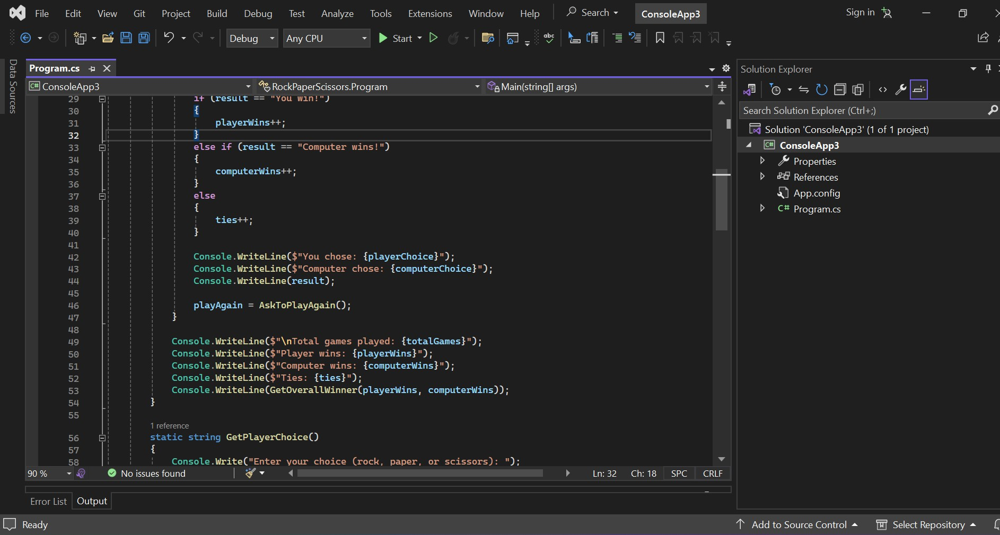 File Edit View Git Project Build Debug Test Analyze Tools Extensions Window Help Search ConsoleApp3 Sign in
Debug Any CPU Start abc
Data Sources
Program.cs
C# ConsoleApp3 RockPaperScissors.Program Main(string[] args)
29 if (result == "You win!")
30 {
31 playerWins++;
32 }
33 else if (result == "Computer wins!")
34 {
35 computerWins++;
36 }
37 else
38 {
39 ties++;
40 }
41
42 Console.WriteLine($"You chose: {playerChoice}");
43 Console.WriteLine($"Computer chose: {computerChoice}");
44 Console.WriteLine(result);
45
46 playAgain = AskToPlayAgain();
47 }
48
49 Console.WriteLine($"\nTotal games played: {totalGames}");
50 Console.WriteLine($"Player wins: {playerWins}");
51 Console.WriteLine($"Computer wins: {computerWins}");
52 Console.WriteLine($"Ties: {ties}");
53 Console.WriteLine(GetOverallWinner(playerWins, computerWins));
54 }
55
1 reference
56 static string GetPlayerChoice()
57 {
58 Console.Write("Enter your choice (rock, paper, or scissors): ");
90 % No issues found Ln: 32 Ch: 18 SPC CRLF
Error List Output
Solution Explorer
Search Solution Explorer (Ctrl+;)
Solution 'ConsoleApp3' (1 of 1 project)
C# ConsoleApp3
Properties
References
App.config
C# Program.cs
Ready Add to Source Control Select Repository